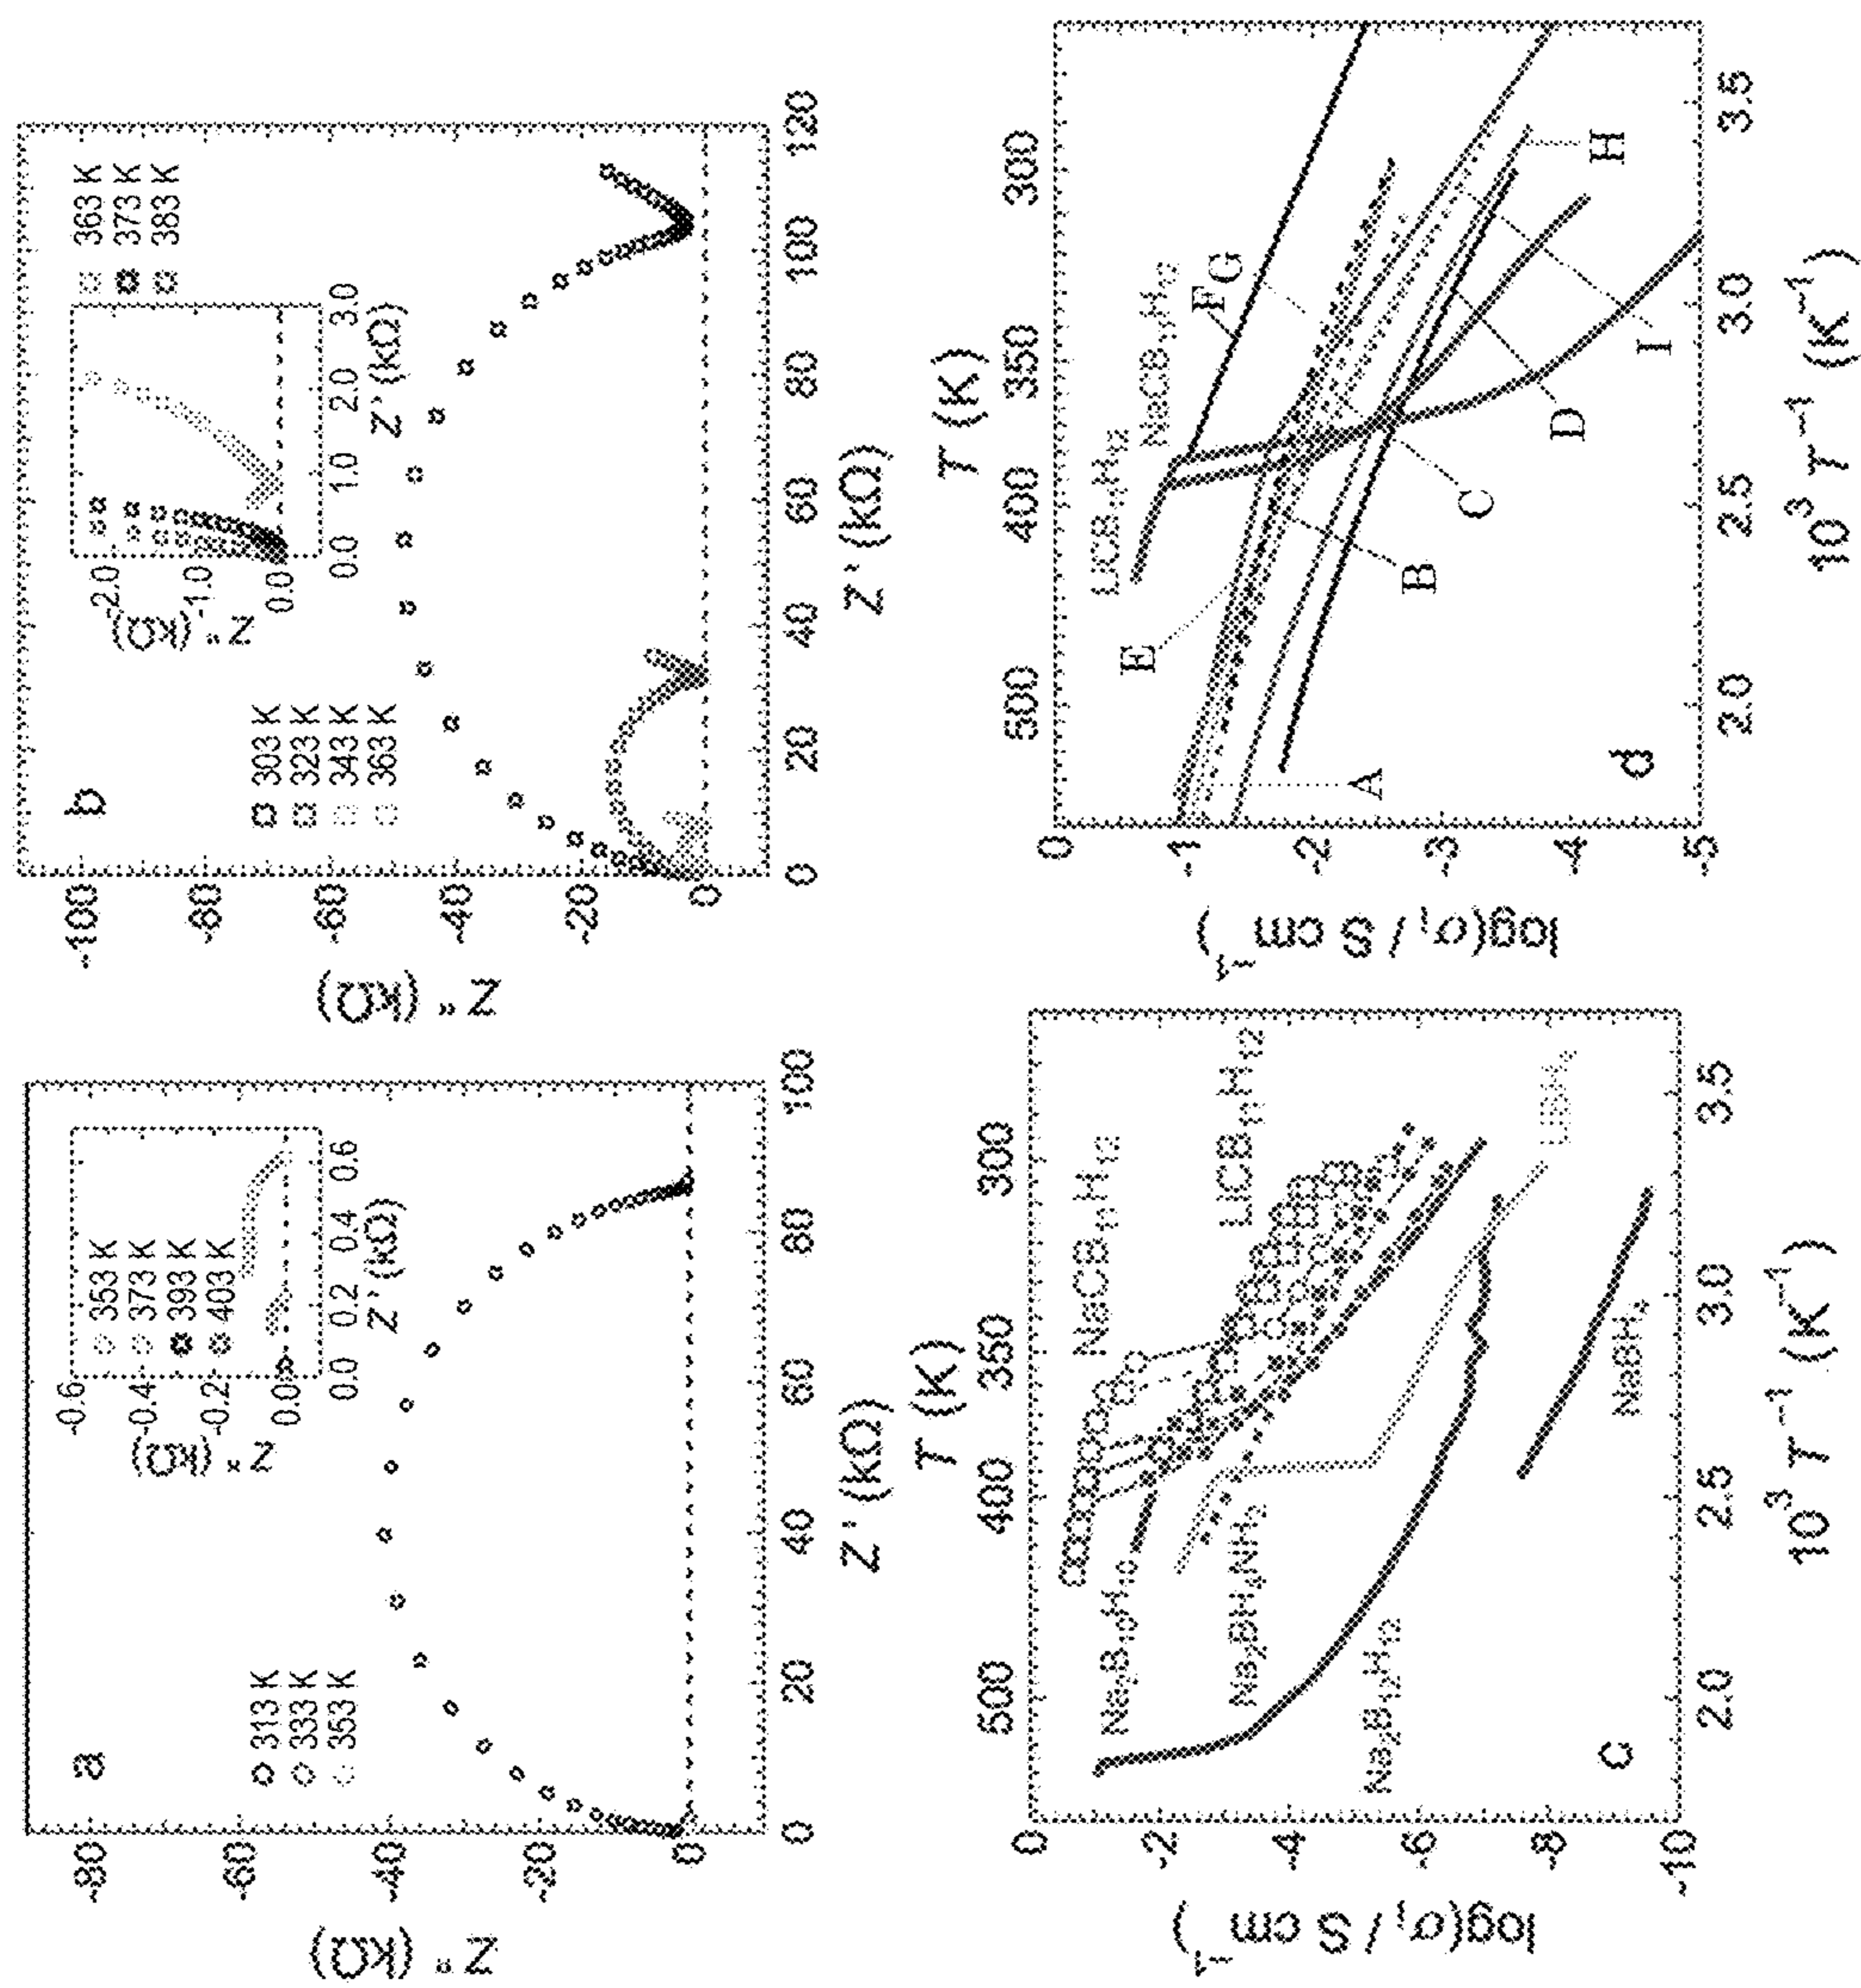 a
Z" (kΩ)
-80
-60
-40
-20
0
0
20
40
60
80
100
Z' (kΩ)
313 K
333 K
353 K
353 K
373 K
393 K
403 K
Z" (kΩ)
-0.6
-0.4
-0.2
0.0
0.0
0.2
0.4
0.6
Z' (kΩ)
b
Z" (kΩ)
-100
-80
-60
-40
-20
0
0
20
40
60
80
100
120
Z' (kΩ)
303 K
323 K
343 K
363 K
363 K
373 K
383 K
Z" (kΩ)
-2.0
-1.0
0.0
0.0
1.0
2.0
3.0
Z' (kΩ)
c
T (K)
500
400
350
300
log(σᵢ / S cm⁻¹)
0
-2
-4
-6
-8
-10
2.0
2.5
3.0
3.5
10³ T⁻¹ (K⁻¹)
NaCB₁₁H₁₂
LiCB₁₁H₁₂
Na₂B₁₀H₁₀
Na₂BH₄NH₂
Na₂B₁₂H₁₂
LiBH₄
NaBH₄
d
T (K)
500
400
350
300
log(σᵢ / S cm⁻¹)
0
-1
-2
-3
-4
-5
2.0
2.5
3.0
3.5
10³ T⁻¹ (K⁻¹)
LiCB₁₁H₁₂
NaCB₁₁H₁₂
E
F
G
A
B
C
D
I
H